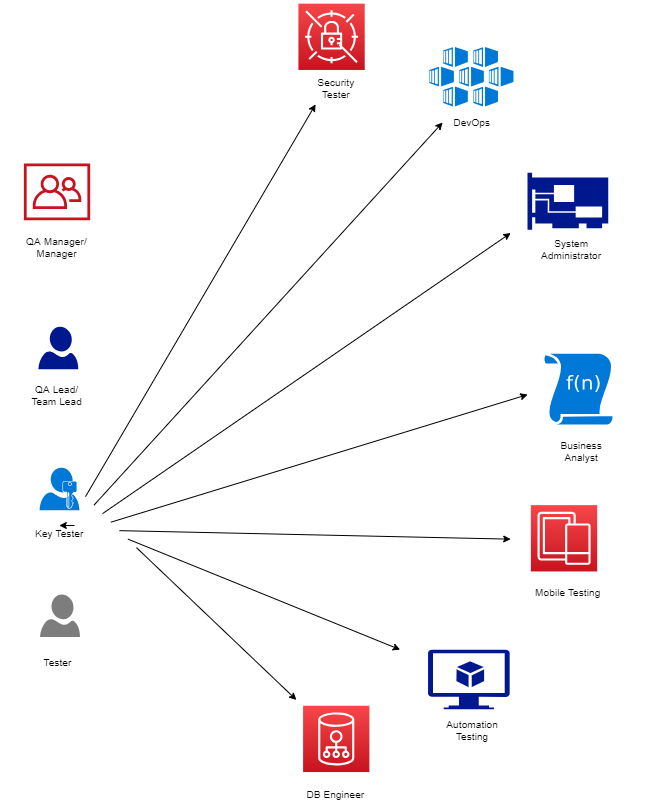 Security
Tester
DevOps
QA Manager/
Manager
System
Administrator
QA Lead/
Team Lead
f(n)
Business
Analyst
Key Tester
Mobile Testing
Tester
Automation
Testing
DB Engineer